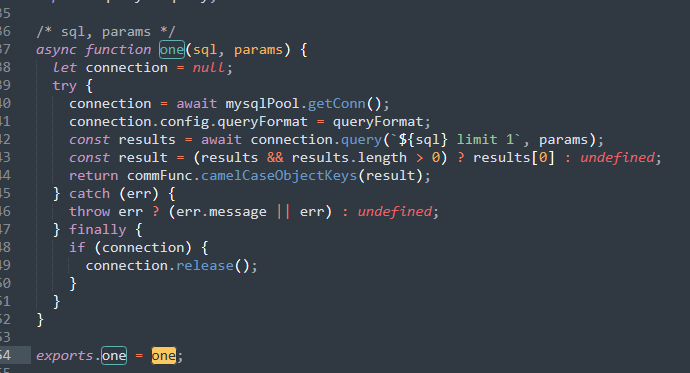 35
36 /* sql, params */
37 async function one(sql, params) {
38 let connection = null;
39 try {
40 connection = await mysqlPool.getConn();
41 connection.config.queryFormat = queryFormat;
42 const results = await connection.query(`${sql} limit 1`, params);
43 const result = (results && results.length > 0) ? results[0] : undefined;
44 return commFunc.camelCaseObjectKeys(result);
45 } catch (err) {
46 throw err ? (err.message || err) : undefined;
47 } finally {
48 if (connection) {
49 connection.release();
50 }
51 }
52 }
53
54 exports.one = one;